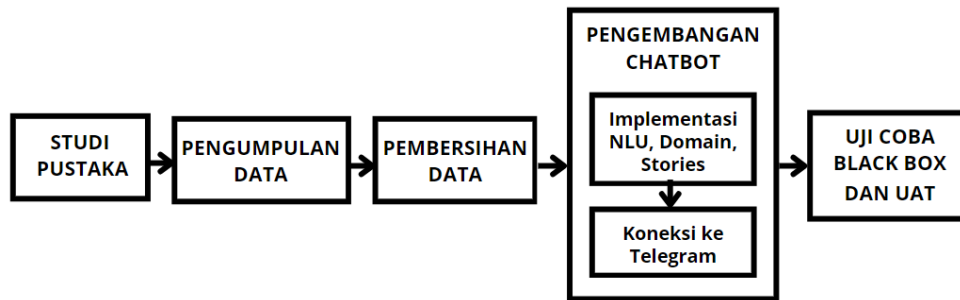 STUDI
PUSTAKA
PENGUMPULAN
DATA
PEMBERSIHAN
DATA
PENGEMBANGAN
CHATBOT
Implementasi
NLU, Domain,
Stories
Koneksi ke
Telegram
UJI COBA
BLACK BOX
DAN UAT